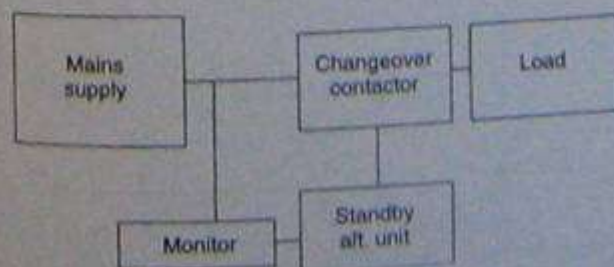 Mains
supply
Changeover
contactor
Load
Monitor
Standby
alt. unit